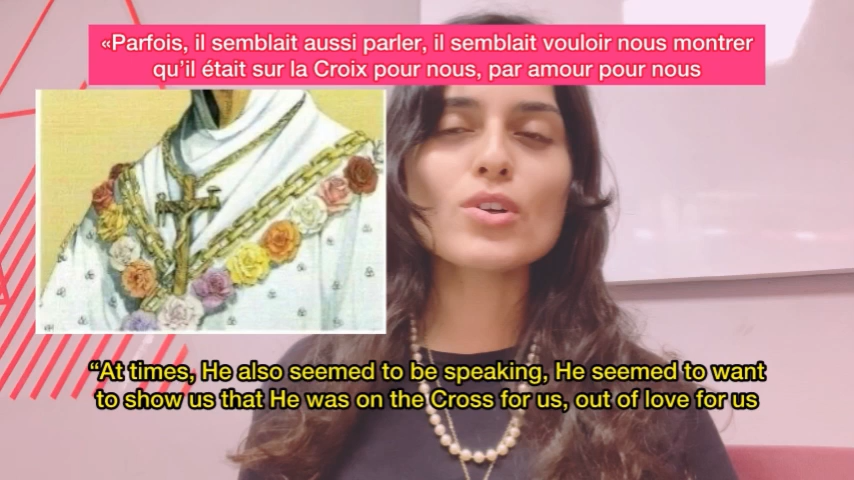 «Parfois, il semblait aussi parler, il semblait vouloir nous montrer
qu’il était sur la Croix pour nous, par amour pour nous
“At times, He also seemed to be speaking, He seemed to want
to show us that He was on the Cross for us, out of love for us